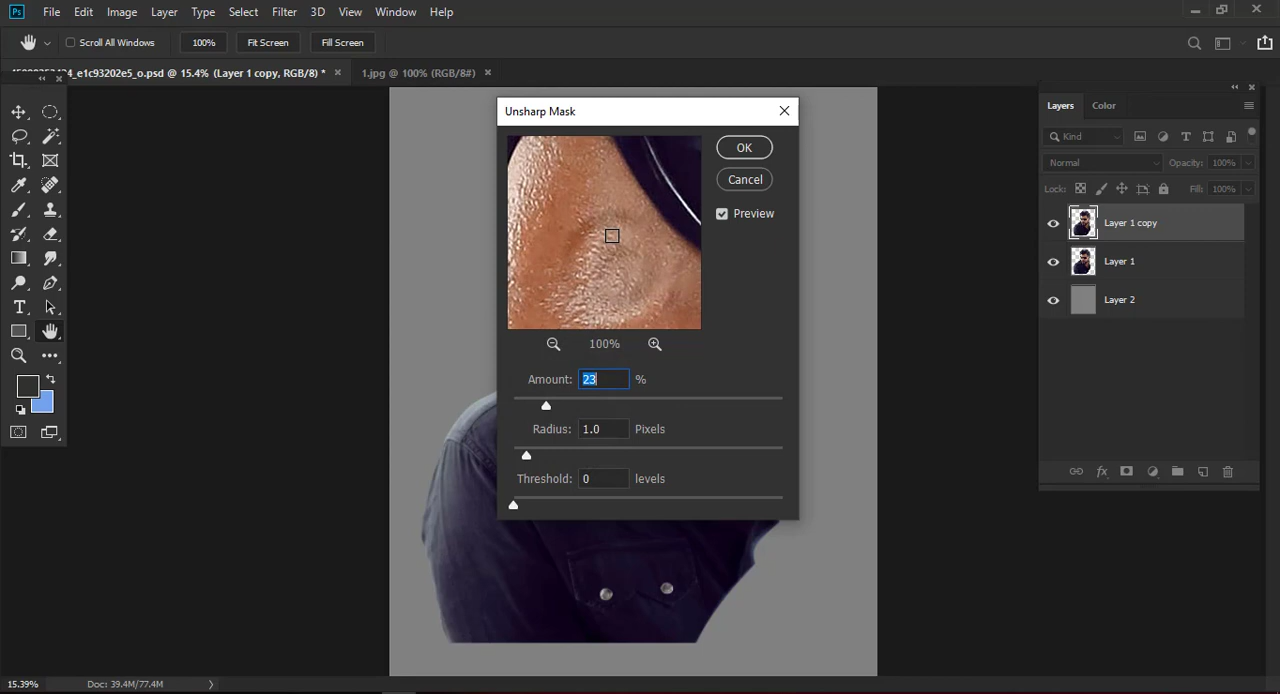 Ps File Edit Image Layer Type Select Filter 3D View Window Help
Scroll All Windows 100% Fit Screen Fill Screen
_e1c93202e5_o.psd @ 15.4% (Layer 1 copy, RGB/8) * × 1.jpg @ 100% (RGB/8#) ×
Unsharp Mask
OK
Cancel
Preview
100%
Amount: 23 %
Radius: 1.0 Pixels
Threshold: 0 levels
Layers Color
Kind
Normal Opacity: 100%
Lock: Fill: 100%
Layer 1 copy
Layer 1
Layer 2
15.39% Doc: 39.4M/77.4M